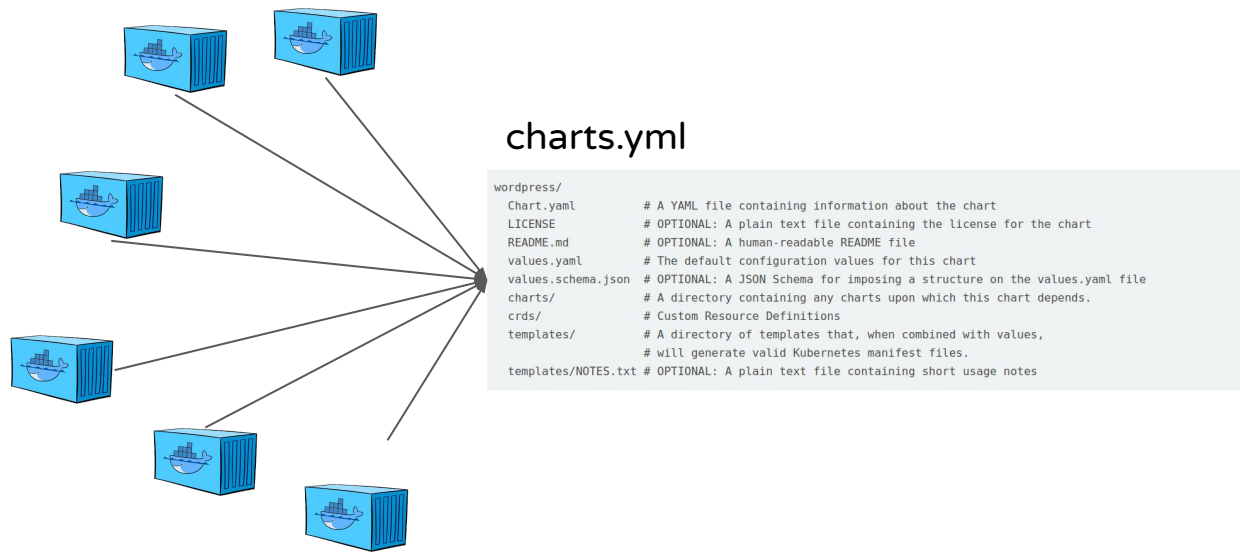 charts.yml
wordpress/
  Chart.yaml          # A YAML file containing information about the chart
  LICENSE             # OPTIONAL: A plain text file containing the license for the chart
  README.md           # OPTIONAL: A human-readable README file
  values.yaml         # The default configuration values for this chart
  values.schema.json  # OPTIONAL: A JSON Schema for imposing a structure on the values.yaml file
  charts/             # A directory containing any charts upon which this chart depends.
  crds/               # Custom Resource Definitions
  templates/          # A directory of templates that, when combined with values,
                      # will generate valid Kubernetes manifest files.
  templates/NOTES.txt # OPTIONAL: A plain text file containing short usage notes